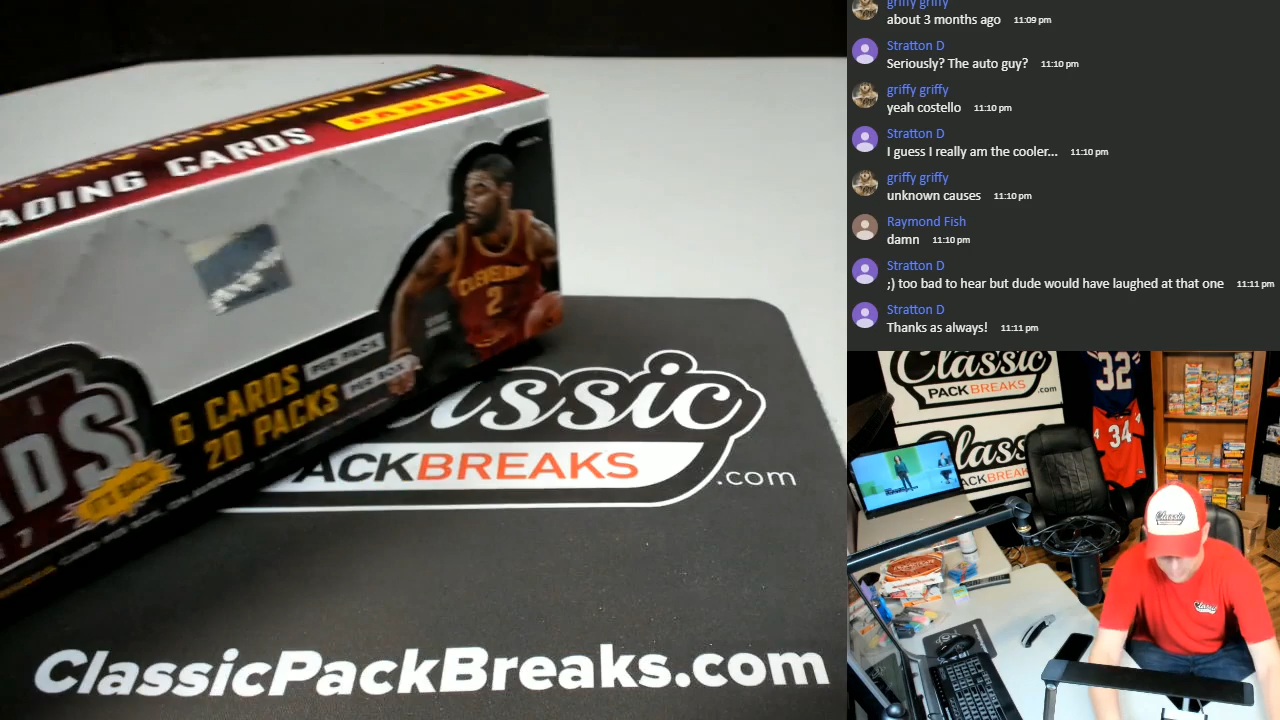 ADING CARDS
PANINI
CLEVELAND
2
6 CARDS PER PACK
20 PACKS PER BOX
IT'S BACK!
Classic
PACKBREAKS
.com
ClassicPackBreaks.com
griffy griffy
about 3 months ago 11:09 pm
Stratton D
Seriously? The auto guy? 11:10 pm
griffy griffy
yeah costello 11:10 pm
Stratton D
I guess I really am the cooler... 11:10 pm
griffy griffy
unknown causes 11:10 pm
Raymond Fish
damn 11:10 pm
Stratton D
;) too bad to hear but dude would have laughed at that one 11:11 pm
Stratton D
Thanks as always! 11:11 pm
Classic
PACKBREAKS
.com
Class
PACKBREAKS
32
34
Classic